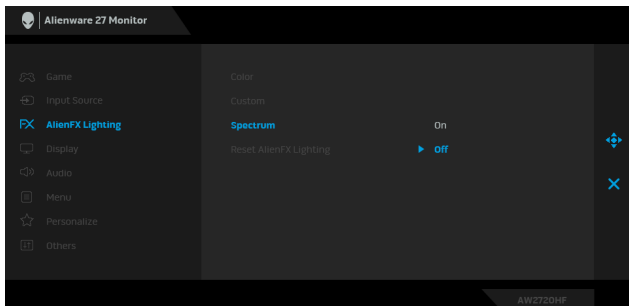 Alienware 27 Monitor
Game
Color
Input Source
Custom
AlienFX Lighting
Spectrum
On
Display
Reset AlienFX Lighting
Off
Audio
Menu
Personalize
Others
AW2720HF